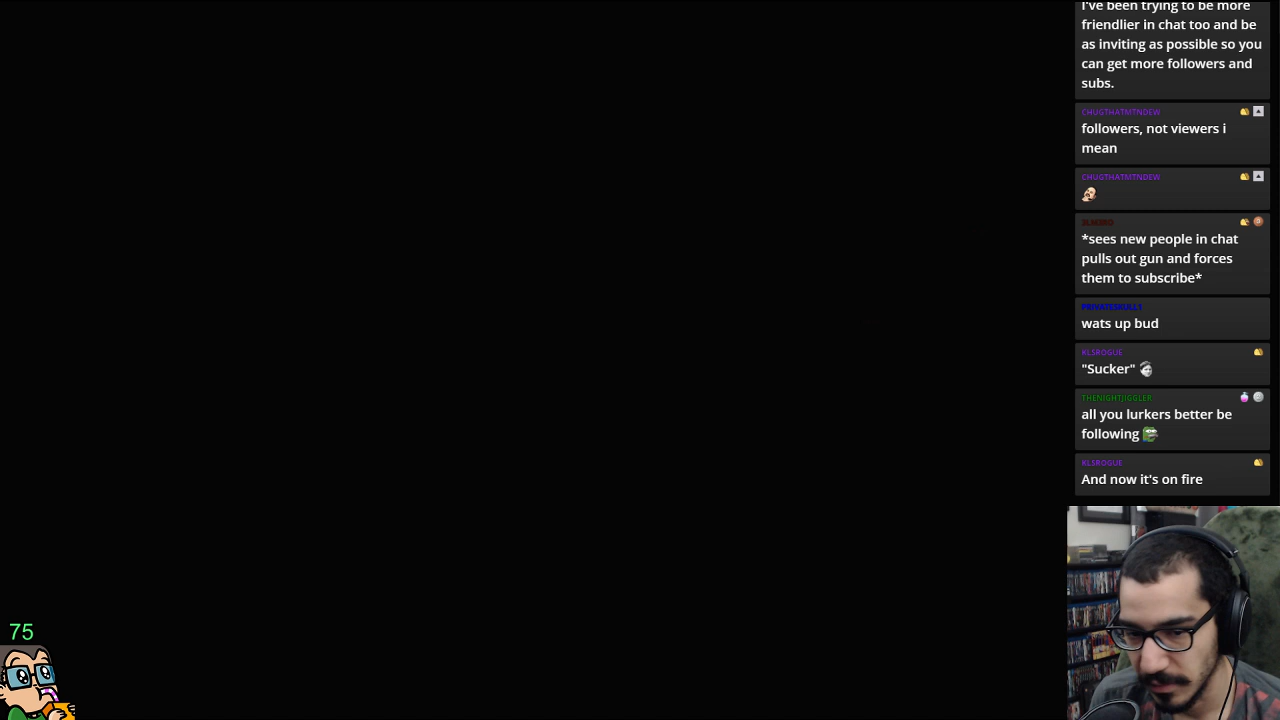 I've been trying to be more
friendlier in chat too and be
as inviting as possible so you
can get more followers and
subs.
CHUGTHATMTNDEW
followers, not viewers i
mean
CHUGTHATMTNDEW
*sees new people in chat
pulls out gun and forces
them to subscribe*
PRIVATESKULL1
wats up bud
KLSROGUE
"Sucker"
THENIGHTJIGGLER
all you lurkers better be
following
KLSROGUE
And now it's on fire
75